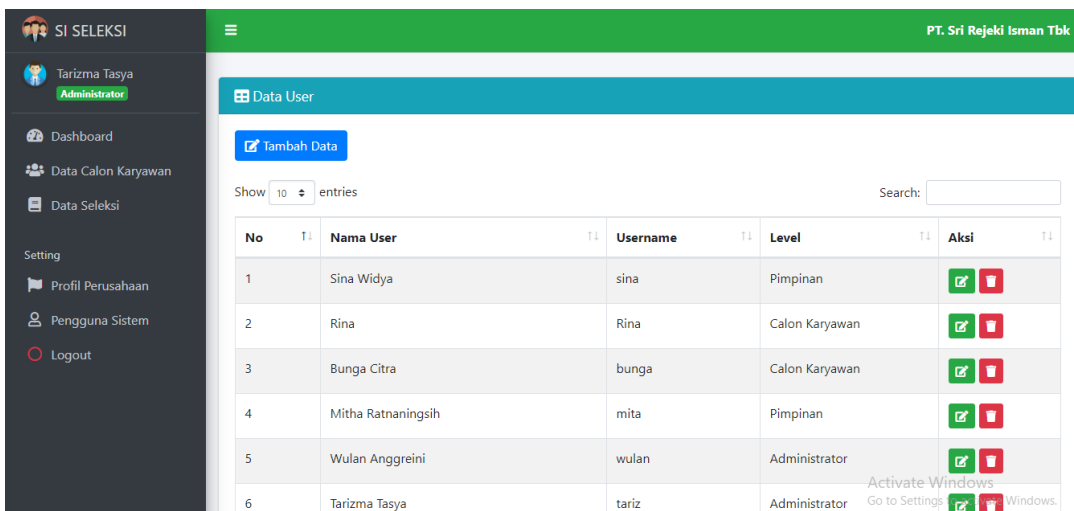 SI SELEKSI
PT. Sri Rejeki Isman Tbk
Tarizma Tasya
Administrator
Dashboard
Data Calon Karyawan
Data Seleksi
Setting
Profil Perusahaan
Pengguna Sistem
Logout
Data User
Tambah Data
Show 10 entries
Search:
No Nama User Username Level Aksi
1 Sina Widya sina Pimpinan
2 Rina Rina Calon Karyawan
3 Bunga Citra bunga Calon Karyawan
4 Mitha Ratnaningsih mita Pimpinan
5 Wulan Anggreini wulan Administrator
6 Tarizma Tasya tariz Administrator
Activate Windows
Go to Settings to activate Windows.